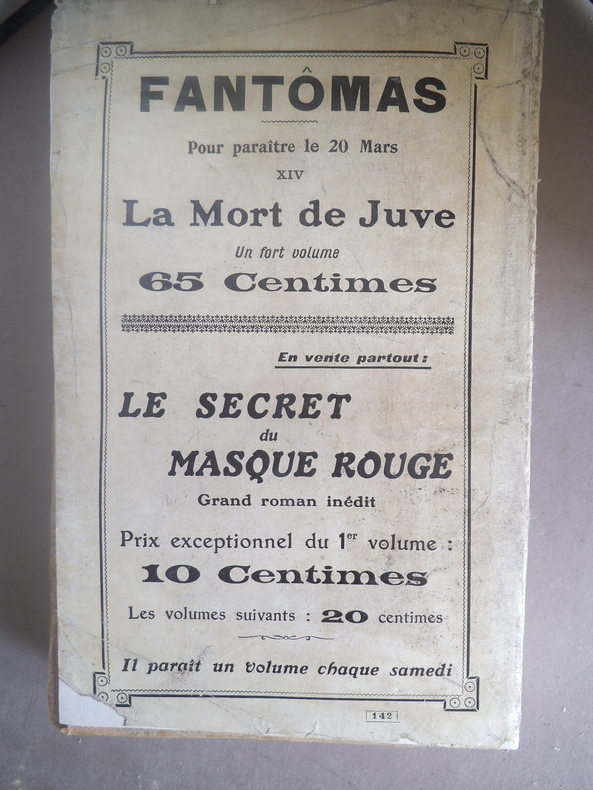 FANTÔMAS
Pour paraître le 20 Mars
XIV
La Mort de Juve
Un fort volume
65 Centimes
En vente partout :
LE SECRET
du
MASQUE ROUGE
Grand roman inédit
Prix exceptionnel du 1er volume :
10 Centimes
Les volumes suivants : 20 centimes
Il paraît un volume chaque samedi
142